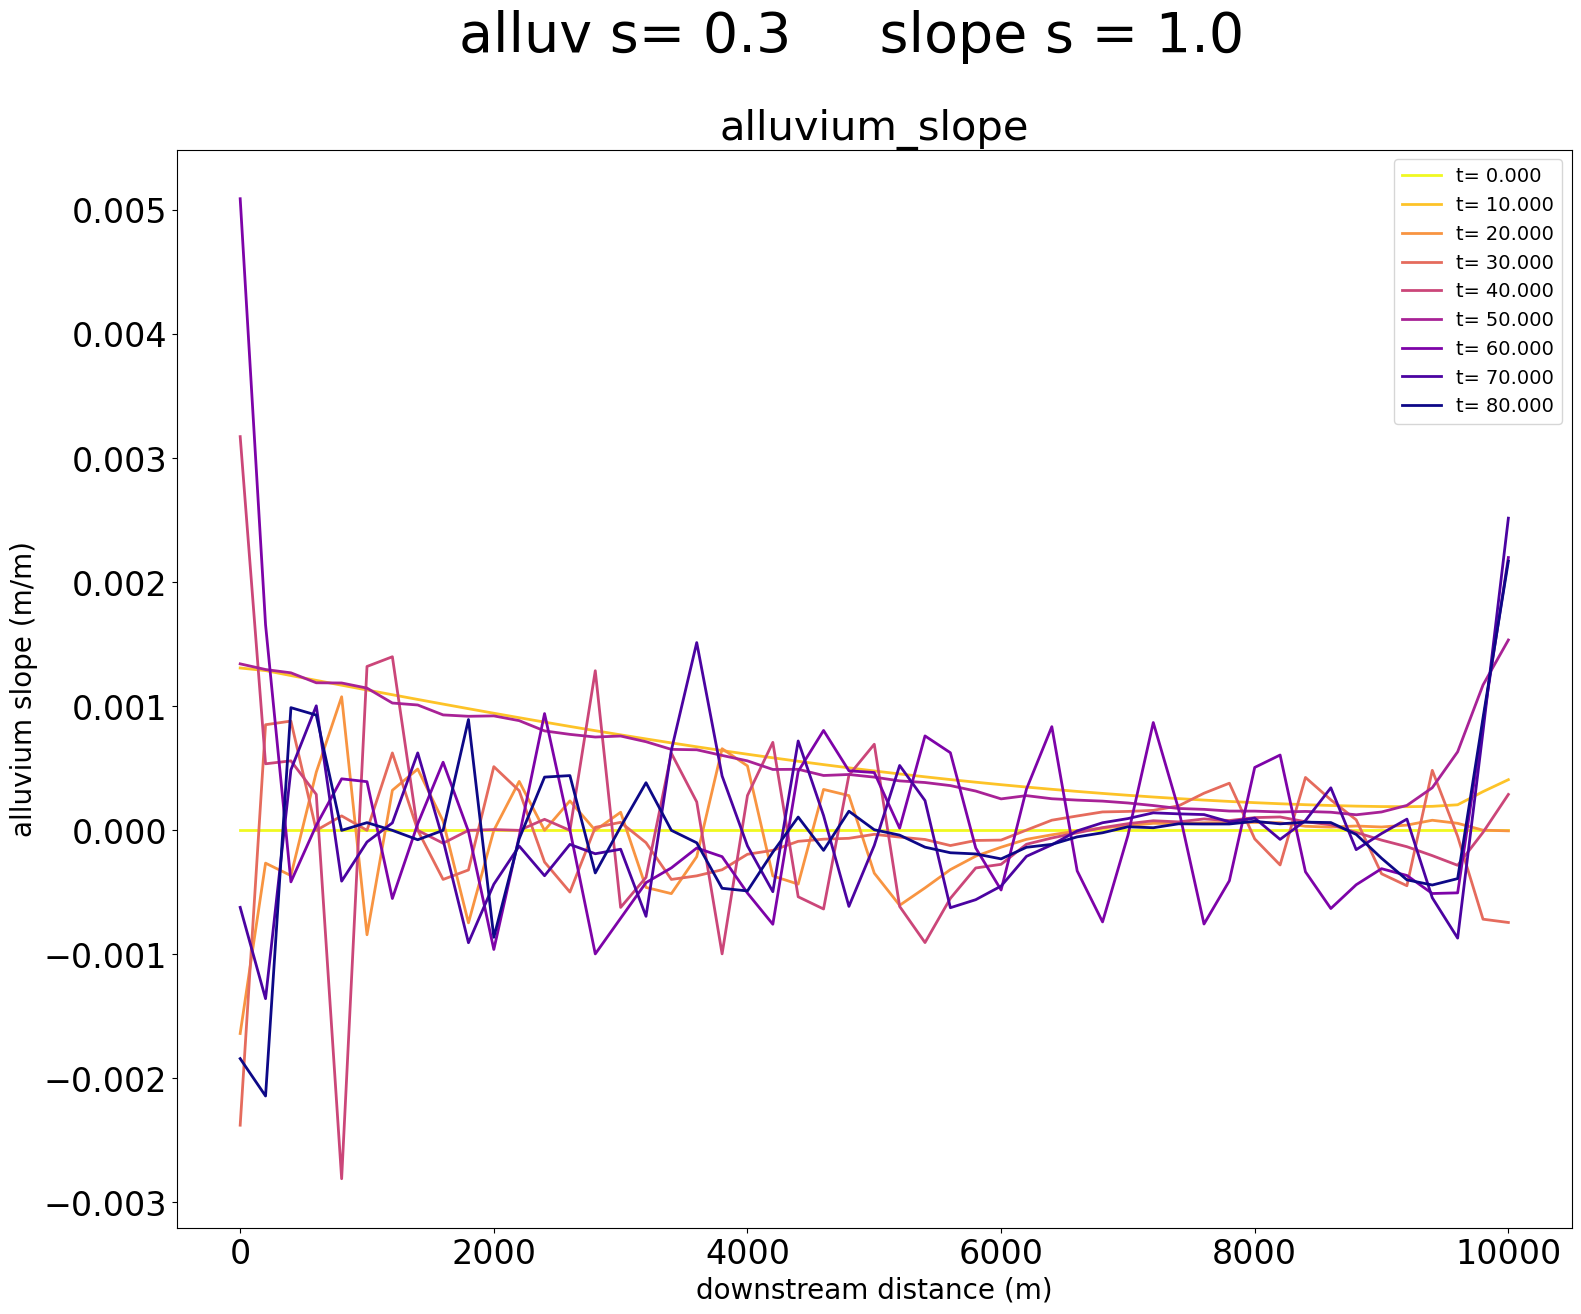 alluv s= 0.3 slope s = 1.0
alluvium_slope
t= 0.000
t= 10.000
t= 20.000
t= 30.000
t= 40.000
t= 50.000
t= 60.000
t= 70.000
t= 80.000
0.005
0.004
0.003
0.002
0.001
0.000
−0.001
−0.002
−0.003
alluvium slope (m/m)
0 2000 4000 6000 8000 10000
downstream distance (m)